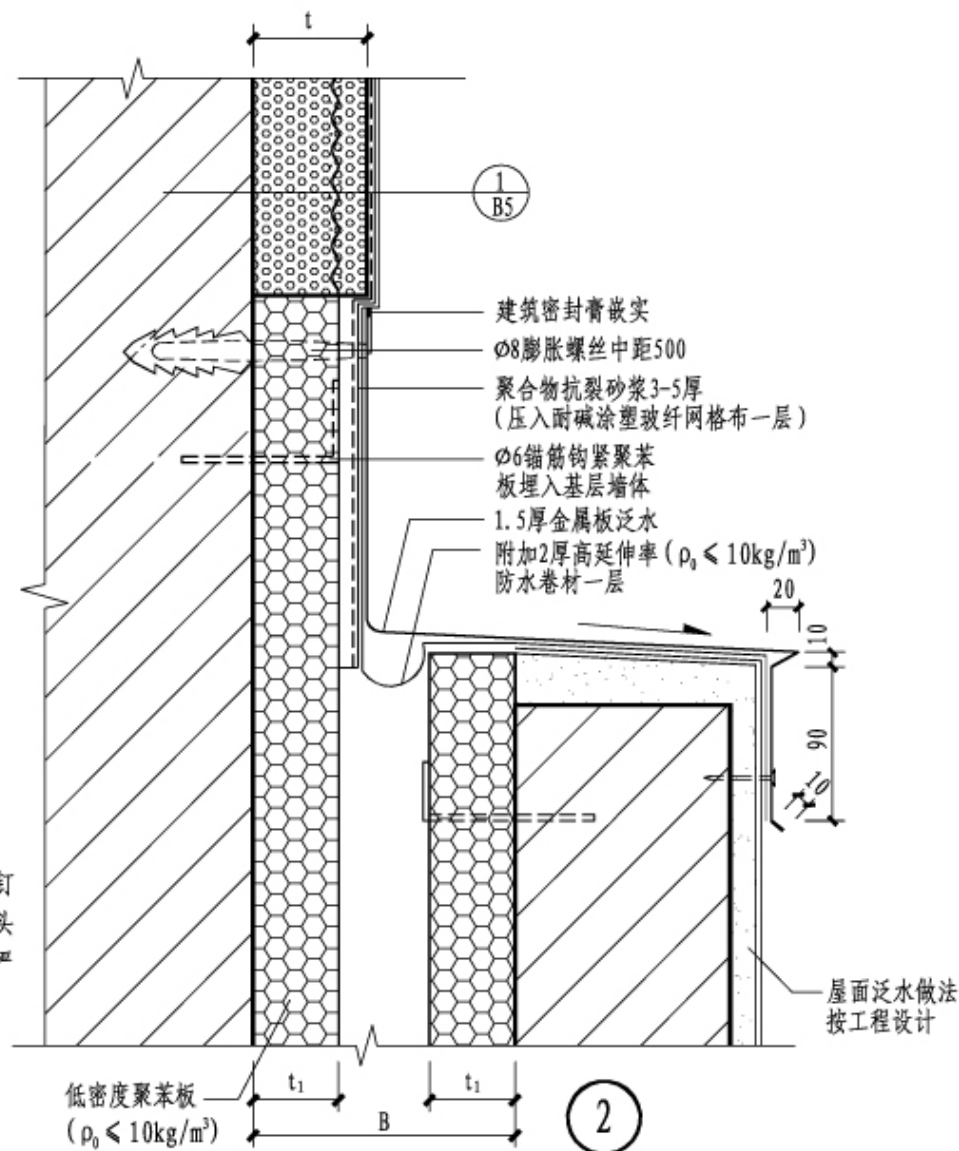 t
1
B5
建筑密封膏嵌实
Ø8膨胀螺丝中距500
聚合物抗裂砂浆3-5厚
(压入耐碱涂塑玻纤网格布一层)
Ø6锚筋钩紧聚苯
板埋入基层墙体
1.5厚金属板泛水
附加2厚高延伸率(ρ₀≤10kg/m³)
防水卷材一层
20
10
90
10
钉
头
屋面泛水做法
按工程设计
低密度聚苯板
(ρ₀≤10kg/m³)
t₁
t₁
B
2